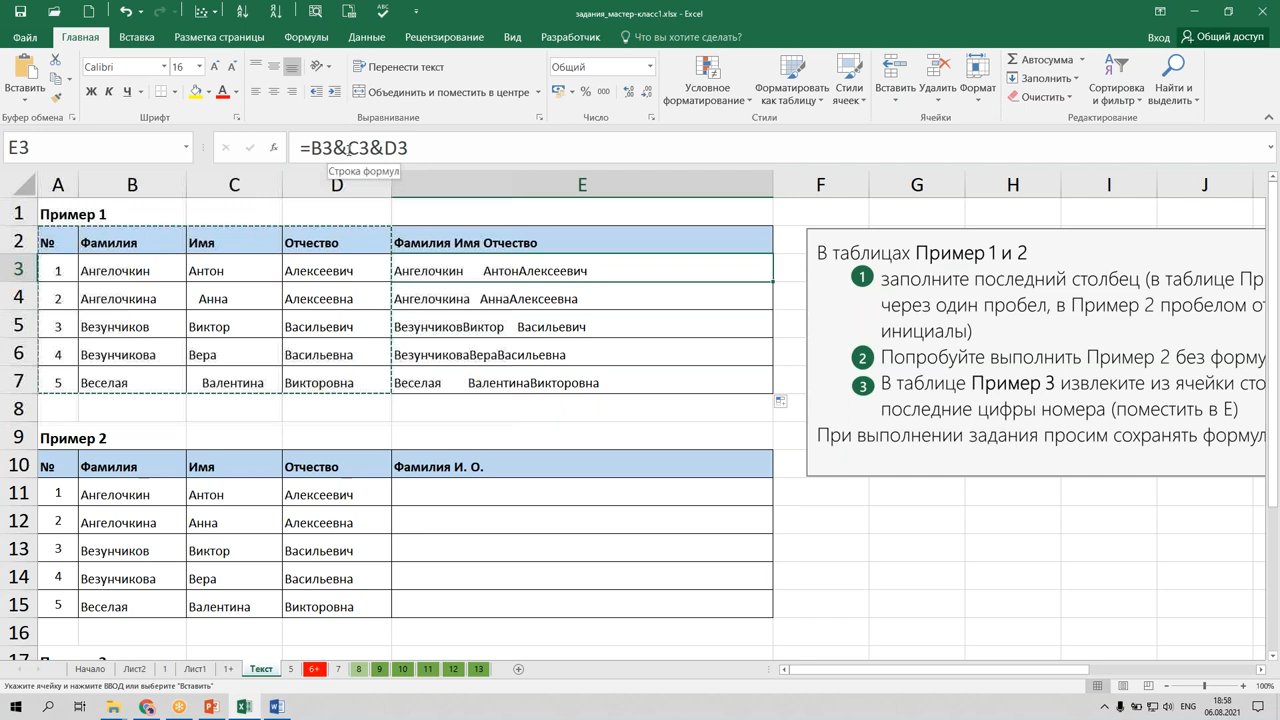 задания_мастер-класс1.xlsx - Excel
Файл Главная Вставка Разметка страницы Формулы Данные Рецензирование Вид Разработчик Что вы хотите сделать? Вход Общий доступ
Вставить
Calibri 16
Ж К Ч
Перенести текст
Объединить и поместить в центре
Общий
Условное форматирование
Форматировать как таблицу
Стили ячеек
Вставить Удалить Формат
Автосумма
Заполнить
Очистить
Сортировка и фильтр
Найти и выделить
Буфер обмена Шрифт Выравнивание Число Стили Ячейки Редактирование
E3 =B3&C3&D3
Строка формул
A B C D E F G H I J
1 Пример 1
2 № Фамилия Имя Отчество Фамилия Имя Отчество
3 1 Ангелочкин Антон Алексеевич Ангелочкин АнтонАлексеевич
4 2 Ангелочкина Анна Алексеевна Ангелочкина АннаАлексеевна
5 3 Везунчиков Виктор Васильевич ВезунчиковВиктор Васильевич
6 4 Везунчикова Вера Васильевна ВезунчиковаВераВасильевна
7 5 Веселая Валентина Викторовна Веселая ВалентинаВикторовна
8
9 Пример 2
10 № Фамилия Имя Отчество Фамилия И. О.
11 1 Ангелочкин Антон Алексеевич
12 2 Ангелочкина Анна Алексеевна
13 3 Везунчиков Виктор Васильевич
14 4 Везунчикова Вера Васильевна
15 5 Веселая Валентина Викторовна
16
17
В таблицах Пример 1 и 2
1 заполните последний столбец (в таблице Пр
через один пробел, в Пример 2 пробелом от
инициалы)
2 Попробуйте выполнить Пример 2 без форму
3 В таблице Пример 3 извлеките из ячейки сто
последние цифры номера (поместить в E)
При выполнении задания просим сохранять формул
Начало Лист2 1 Лист1 1+ Текст 5 6+ 7 8 9 10 11 12 13
Укажите ячейку и нажмите ВВОД или выберите "Вставить"
100%
ENG
18:58
06.08.2021